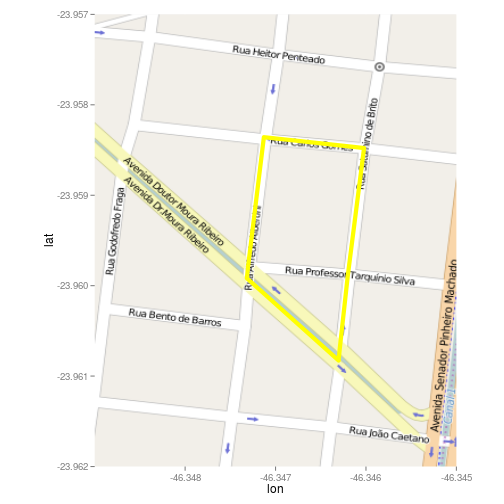 -23.957
-23.958
-23.959
-23.960
-23.961
-23.962
lat
-46.348
-46.347
-46.346
-46.345
lon
Rua Heitor Penteado
Rua Carlos Gomes
Avenida Doutor Moura Ribeiro
Avenida Dr.Moura Ribeiro
Rua Godofredo Fraga
Rua Professor Tarquínio Silva
Rua Bento de Barros
Avenida Senador Pinheiro Machado
Canal 1
Rua João Caetano
de Brito
Rua Alfredo